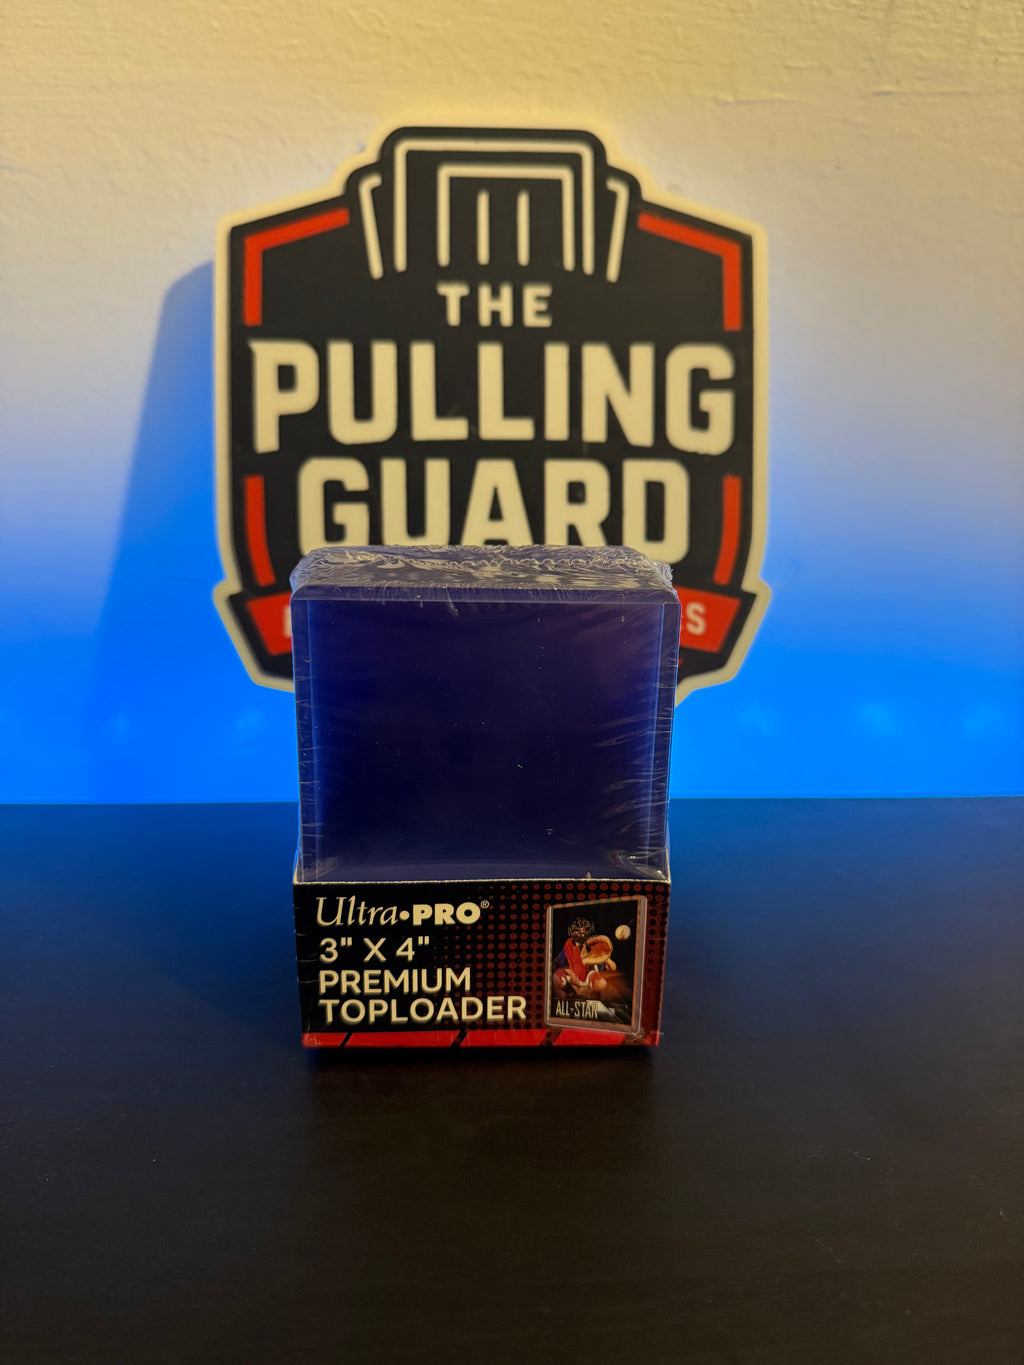 THE
PULLING
GUARD
Ultra•PRO®
3" X 4"
PREMIUM
TOPLOADER
ALL-STAR